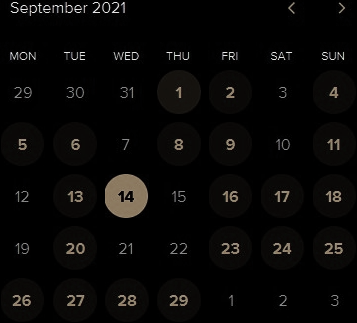 September 2021
MON TUE WED THU FRI SAT SUN
29 30 31 1 2 3 4
5 6 7 8 9 10 11
12 13 14 15 16 17 18
19 20 21 22 23 24 25
26 27 28 29 1 2 3